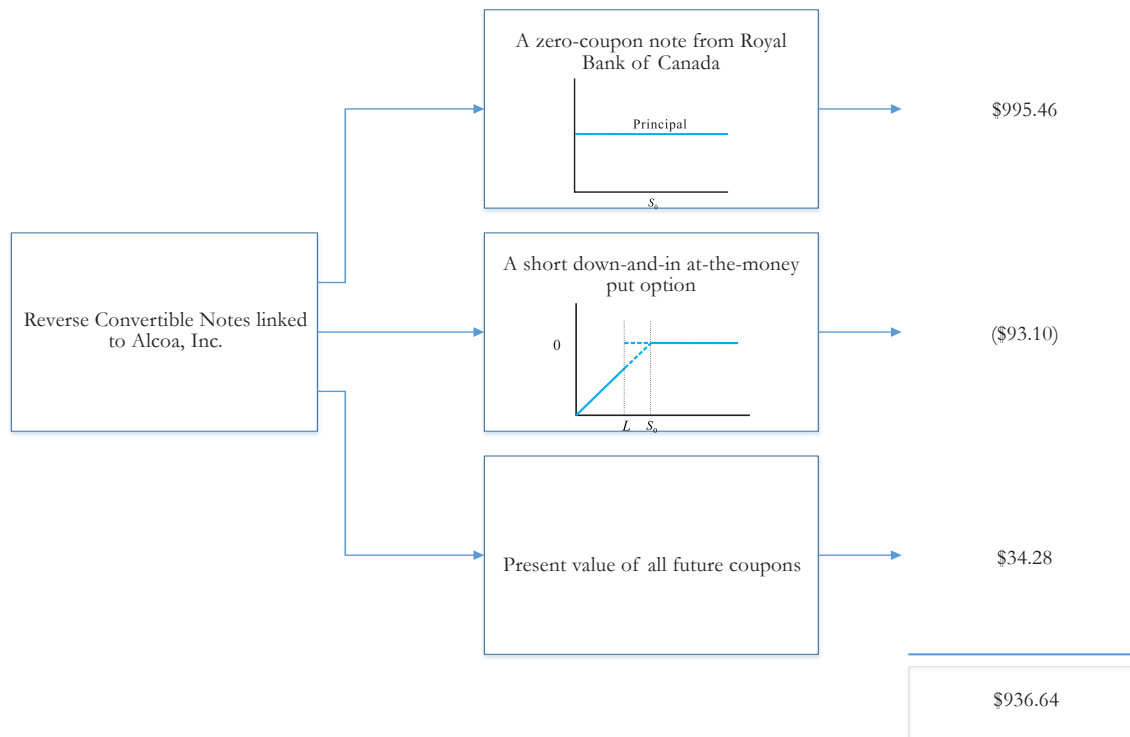 A zero-coupon note from Royal
Bank of Canada
Principal
S₀
$995.46
Reverse Convertible Notes linked
to Alcoa, Inc.
A short down-and-in at-the-money
put option
0
L S₀
($93.10)
Present value of all future coupons
$34.28
$936.64